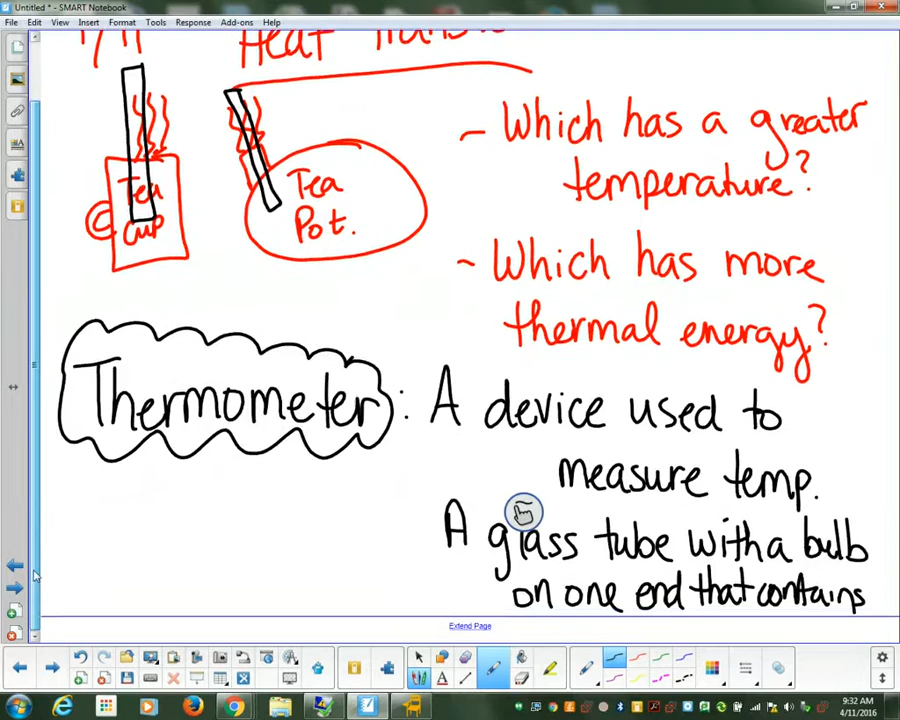 Untitled * - SMART Notebook
File Edit View Insert Format Tools Response Add-ons Help
Heat
Tea
Cup
Tea
Pot.
- Which has a greater
temperature?
- Which has more
thermal energy?
Thermometer: A device used to
measure temp.
A glass tube with a bulb
on one end that contains
Extend Page
9:32 AM
4/11/2016